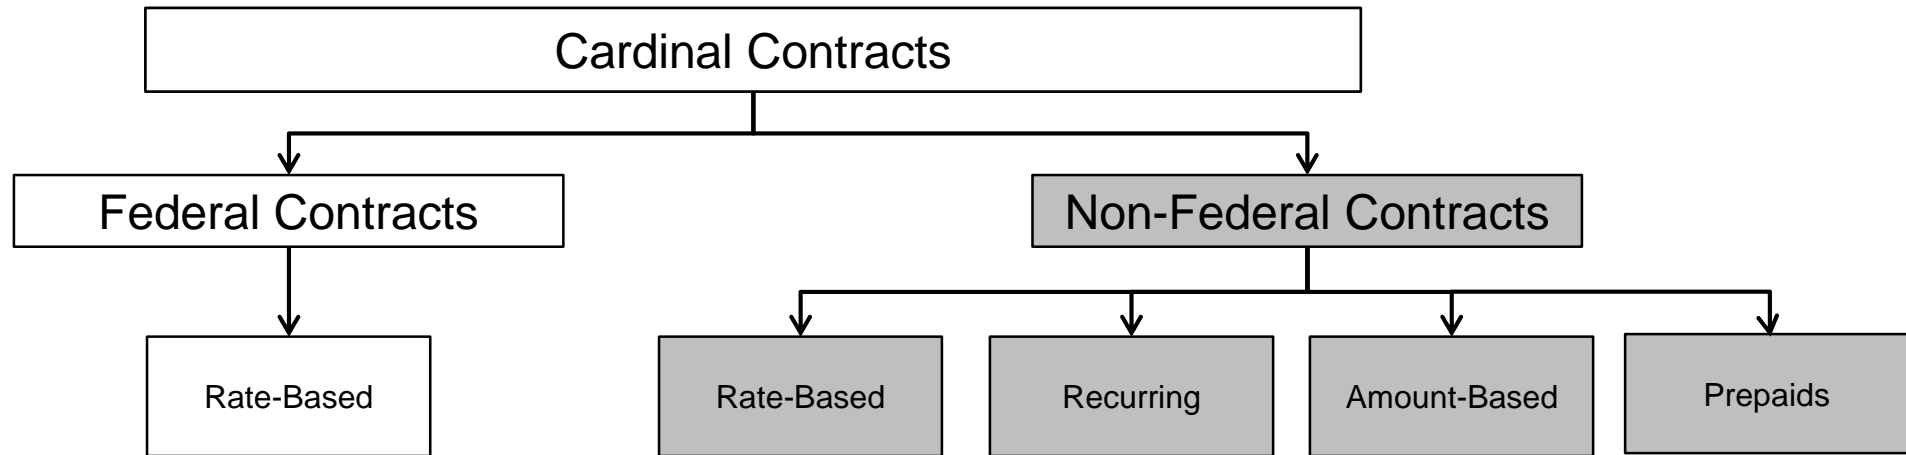 Cardinal Contracts
Federal Contracts
Non-Federal Contracts
Rate-Based
Rate-Based
Recurring
Amount-Based
Prepaids